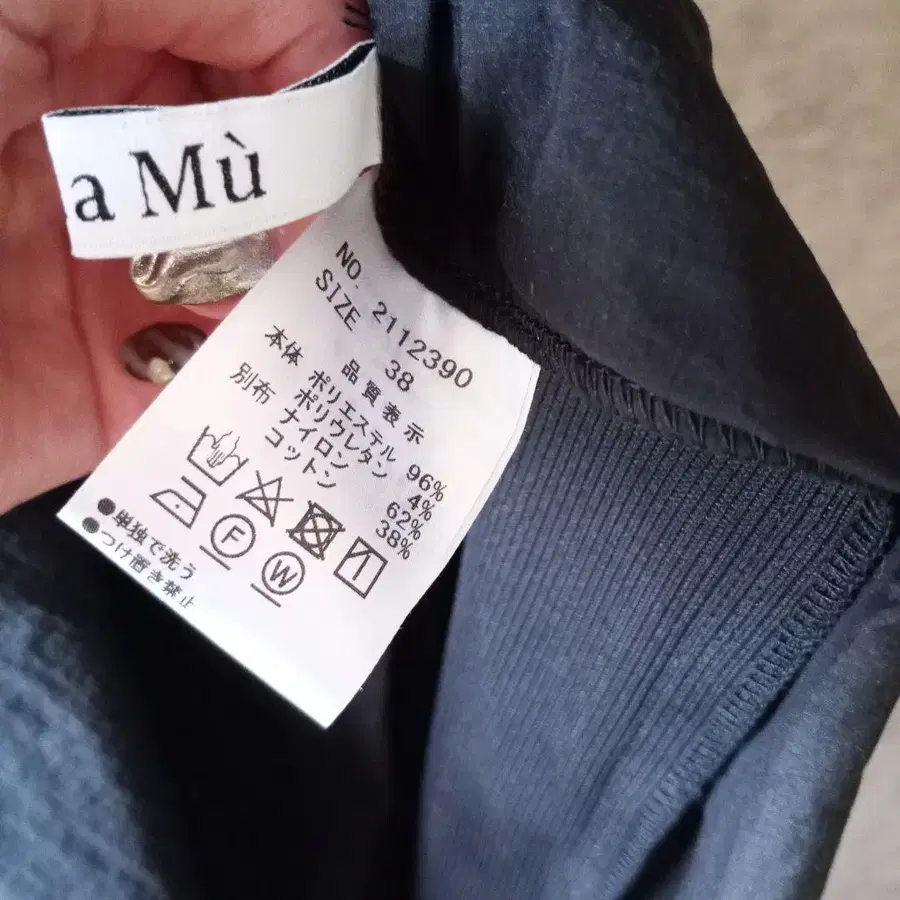 a Mù
NO. 2112390
SIZE 38
品質表示
本体 ポリエステル 96%
ポリウレタン 4%
別布 ナイロン 62%
コットン 38%
F
W
●単独で洗う
●つけ置き禁止